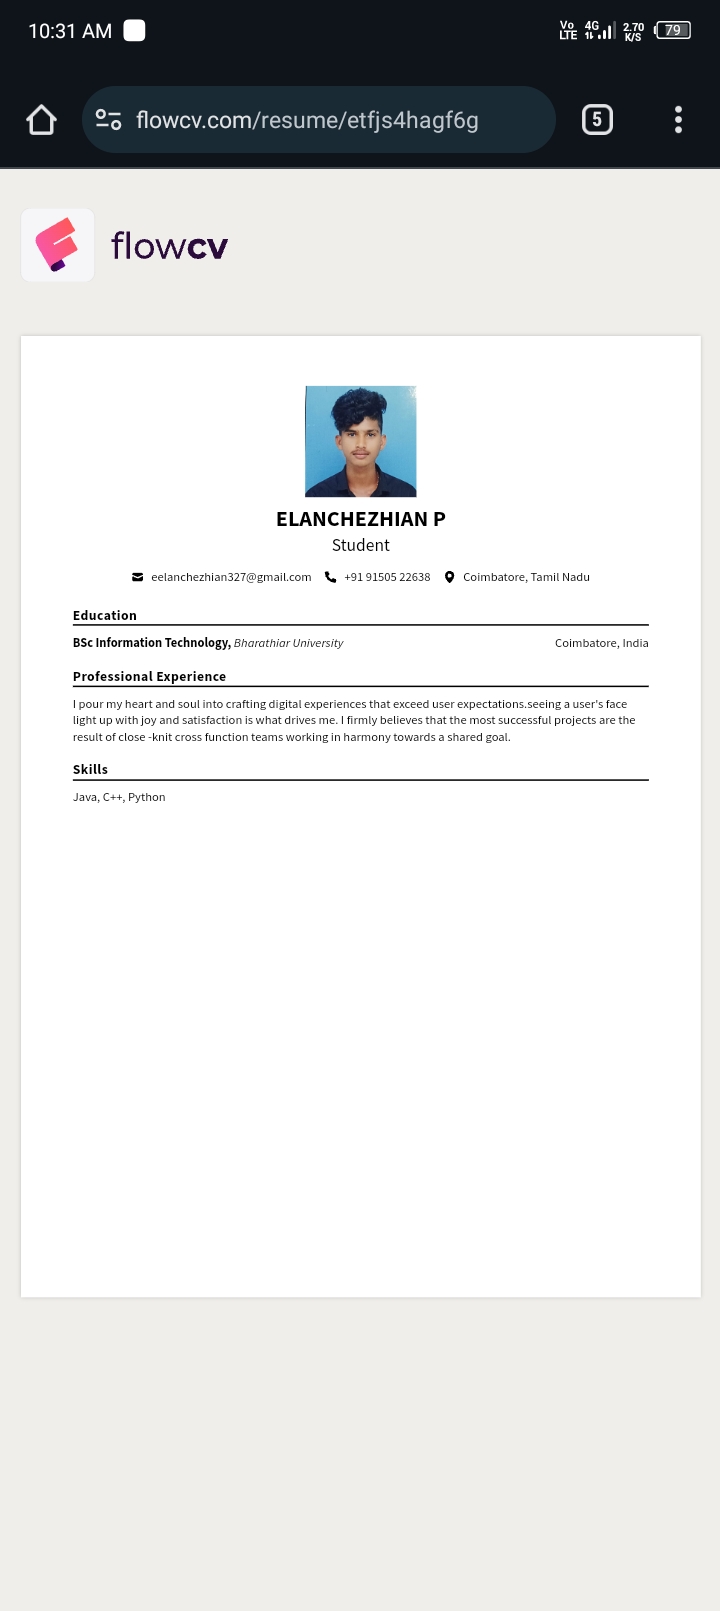 10:31 AM
Vo LTE 4G 2.70 K/S 79
flowcv.com/resume/etfjs4hagf6g
5
flowcv
ELANCHEZHIAN P
Student
eelanchezhian327@gmail.com +91 91505 22638 Coimbatore, Tamil Nadu
Education
BSc Information Technology, Bharathiar University Coimbatore, India
Professional Experience
I pour my heart and soul into crafting digital experiences that exceed user expectations.seeing a user's face
light up with joy and satisfaction is what drives me. I firmly believes that the most successful projects are the
result of close -knit cross function teams working in harmony towards a shared goal.
Skills
Java, C++, Python